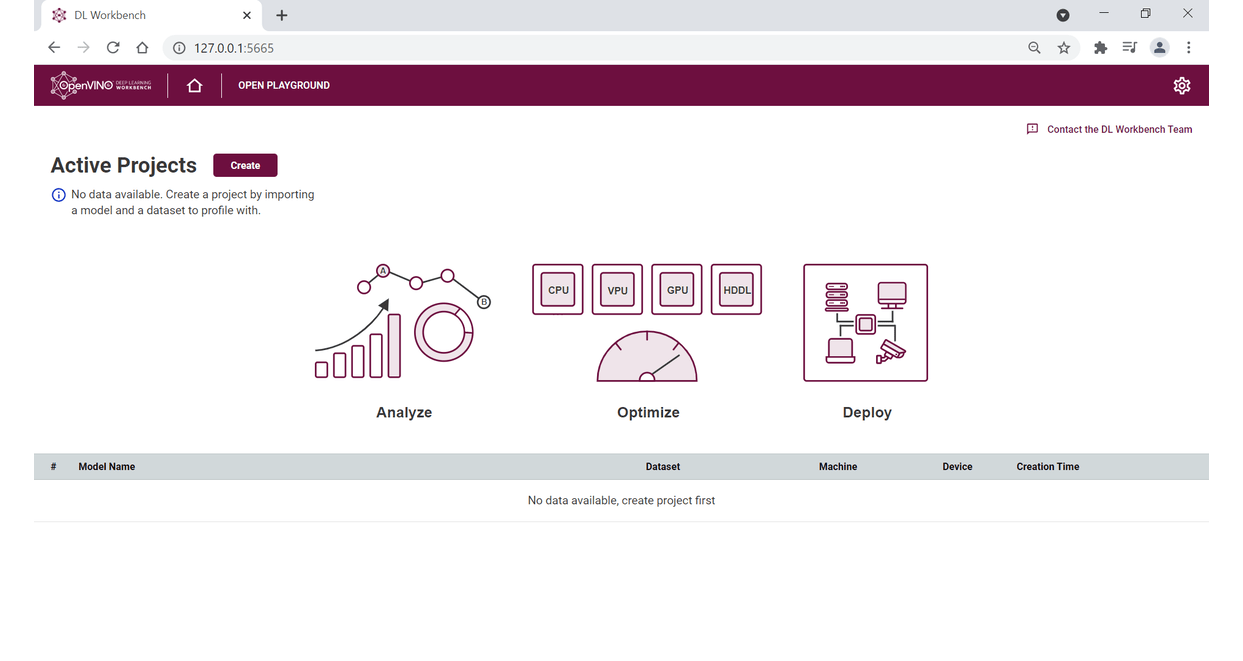 DL Workbench
127.0.0.1:5665
OpenVINO DEEP LEARNING WORKBENCH
OPEN PLAYGROUND
Contact the DL Workbench Team
Active Projects
Create
No data available. Create a project by importing
a model and a dataset to profile with.
A
B
CPU VPU GPU HDDL
Analyze Optimize Deploy
# Model Name Dataset Machine Device Creation Time
No data available, create project first